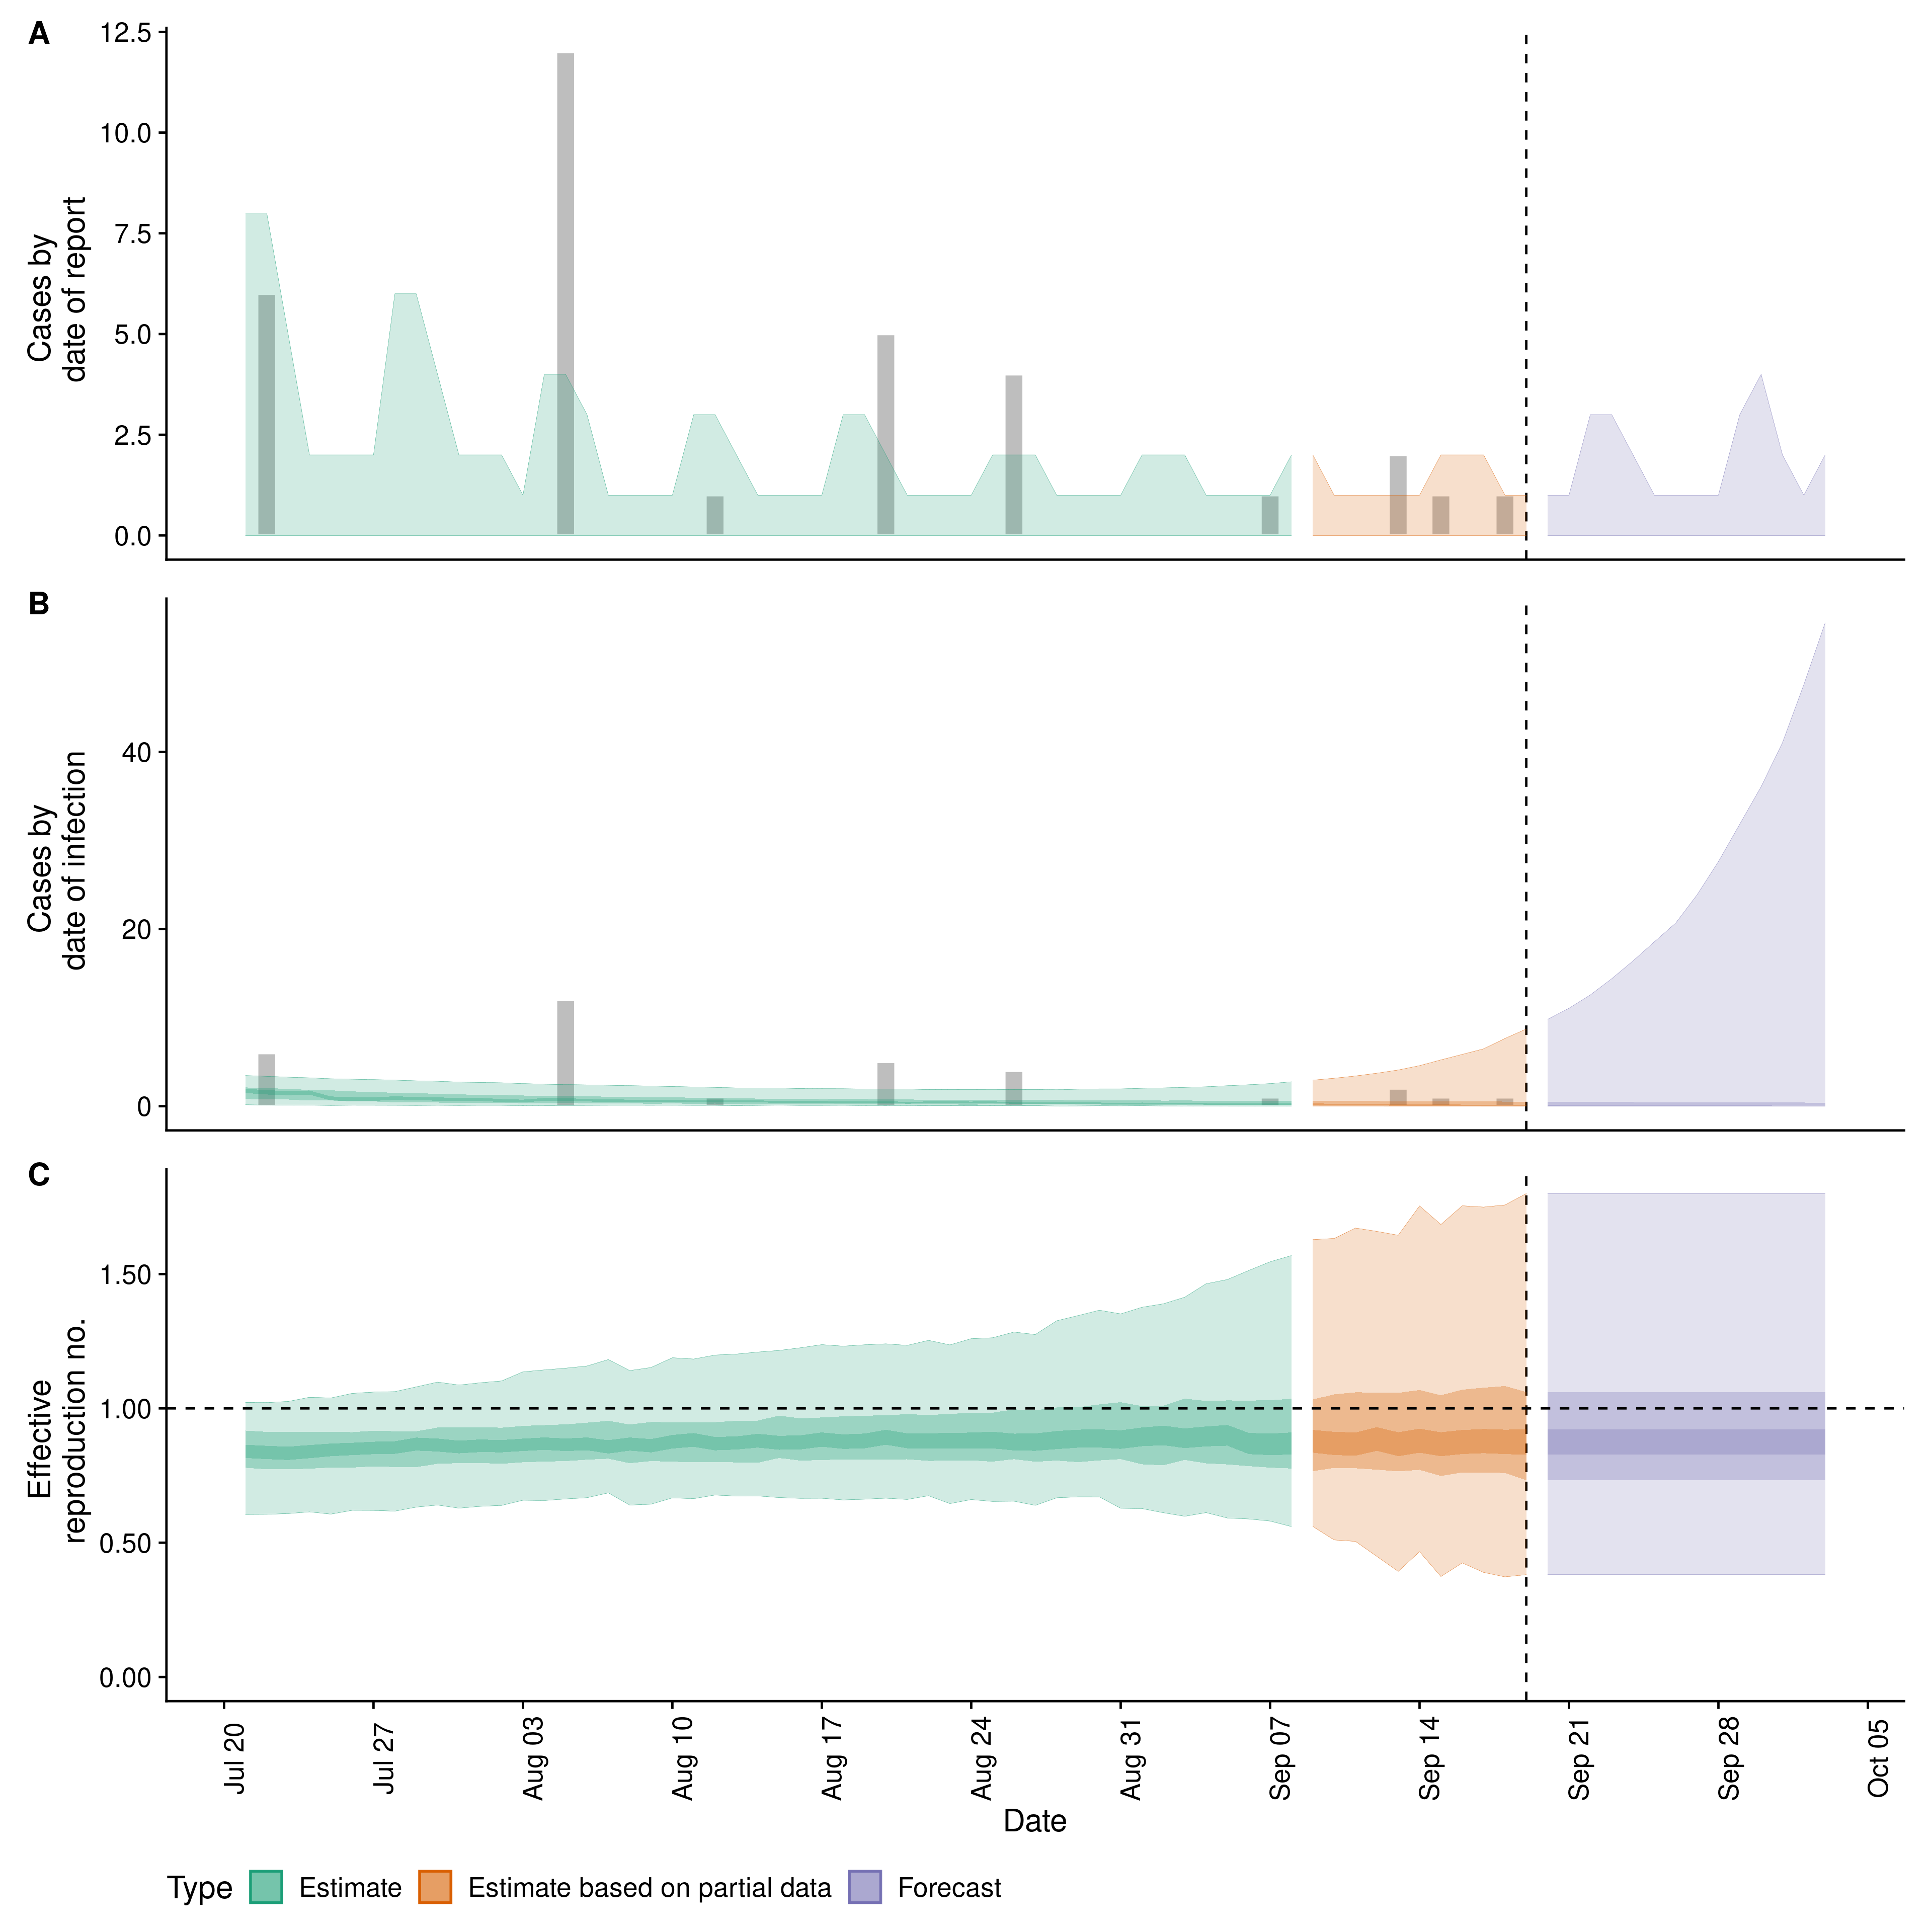 A
12.5
10.0
7.5
5.0
2.5
0.0
Cases by
date of report
B
40
20
0
Cases by
date of infection
C
1.50
1.00
0.50
0.00
Effective
reproduction no.
Jul 20
Jul 27
Aug 03
Aug 10
Aug 17
Aug 24
Aug 31
Sep 07
Sep 14
Sep 21
Sep 28
Oct 05
Date
Type Estimate Estimate based on partial data Forecast